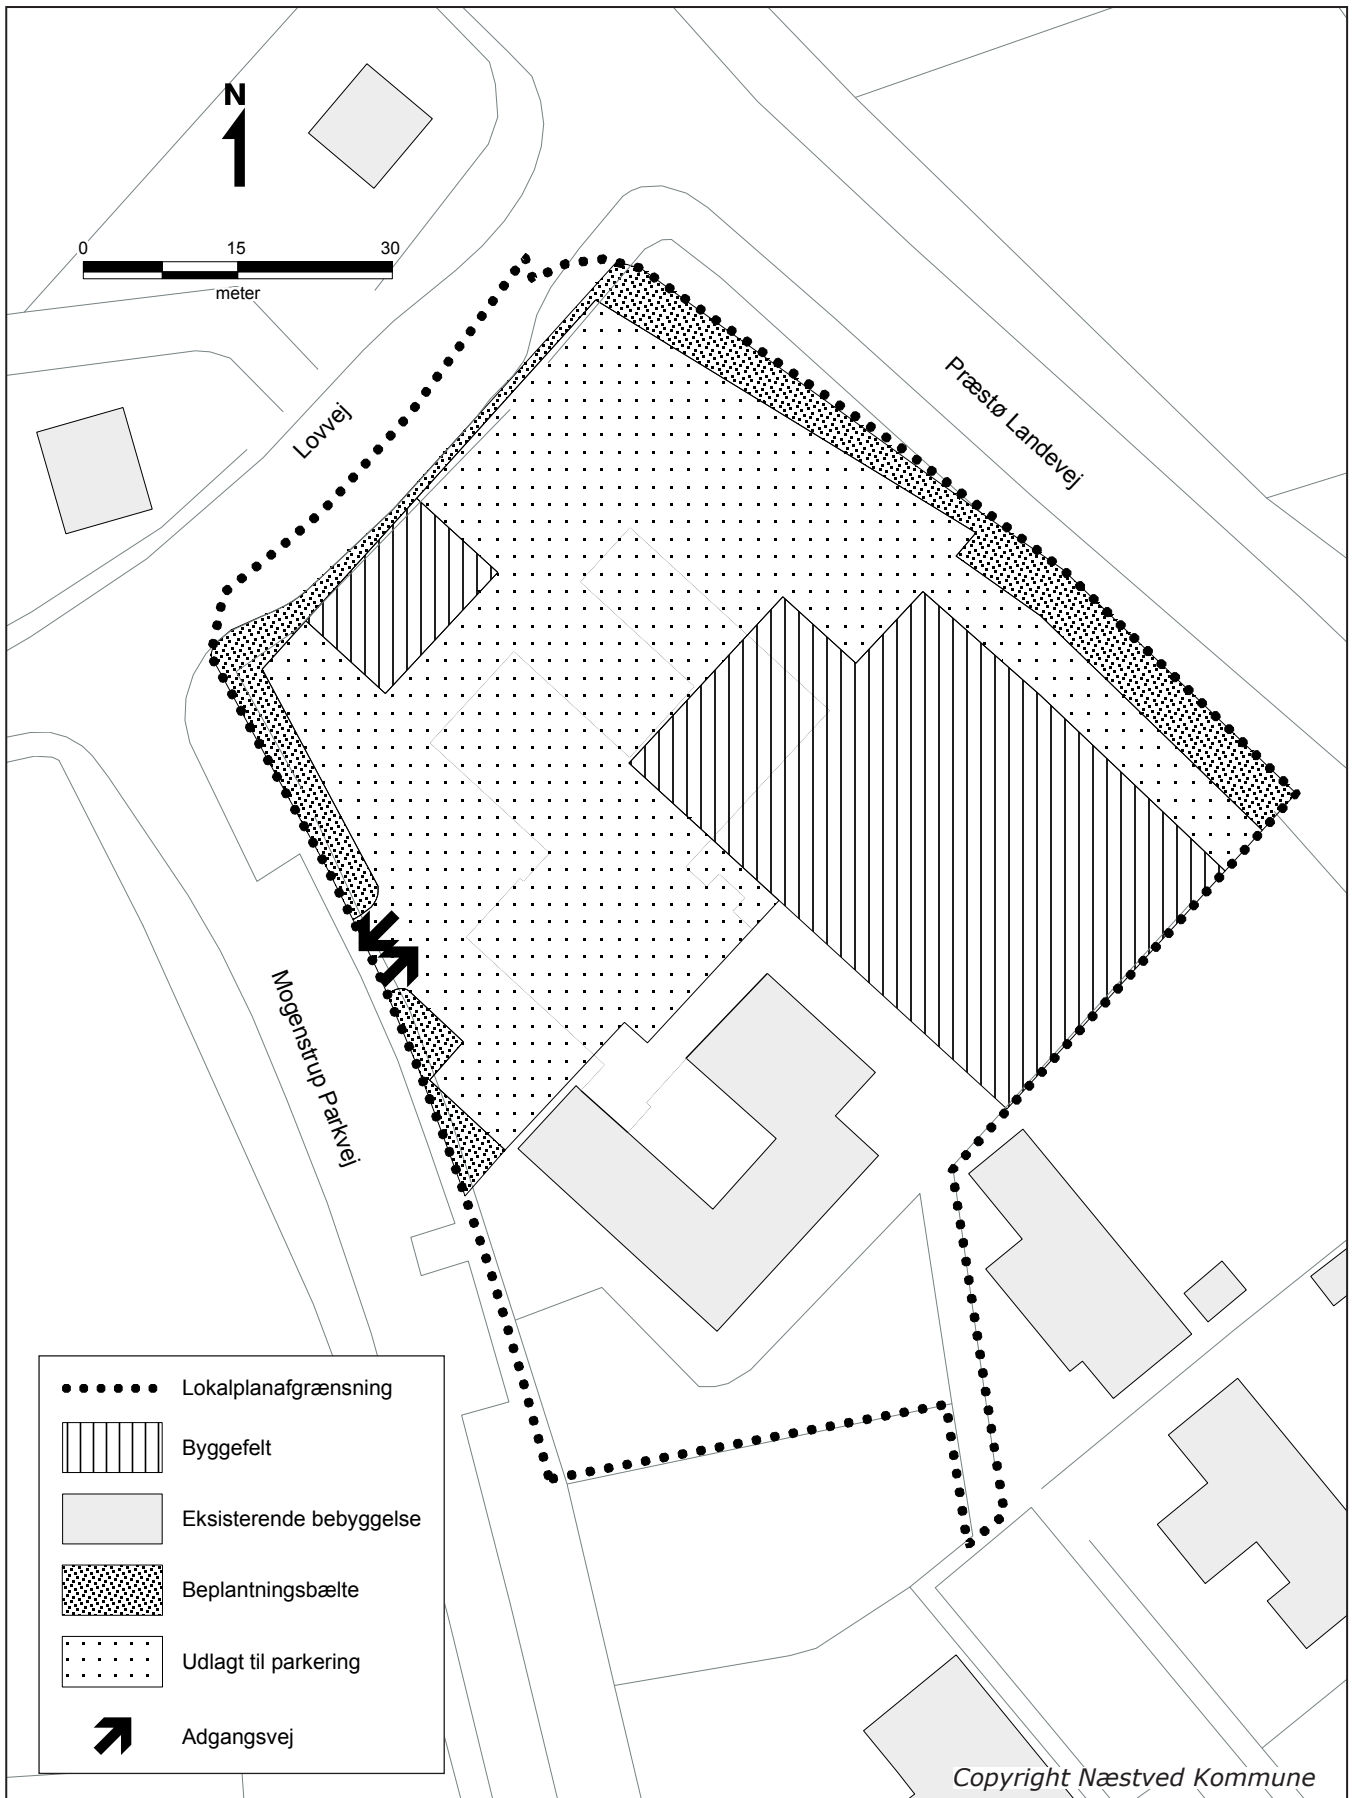 N
0 15 30
meter
Lovvej
Præstø Landevej
Mogenstrup Parkvej
Lokalplanafgrænsning
Byggefelt
Eksisterende bebyggelse
Beplantningsbælte
Udlagt til parkering
Adgangsvej
Copyright Næstved Kommune